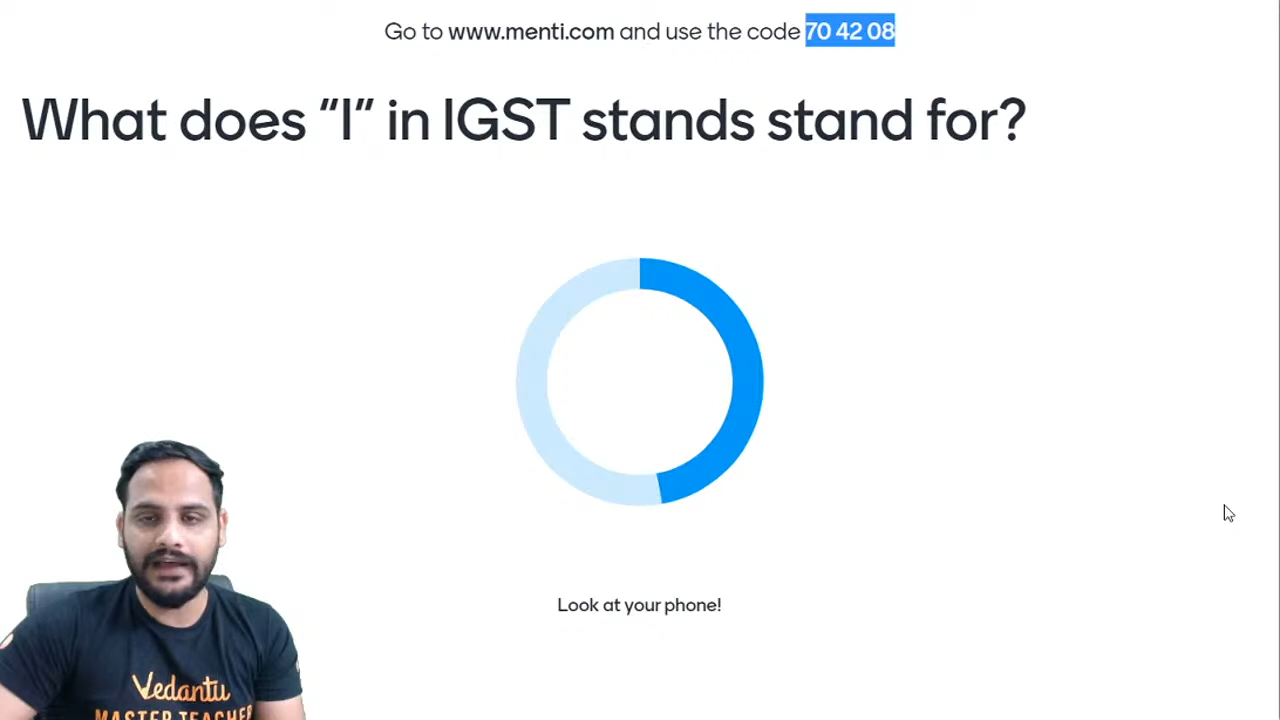 Go to www.menti.com and use the code 70 42 08
What does “I” in IGST stands stand for?
Look at your phone!
Vedantu
MASTER TEACHER